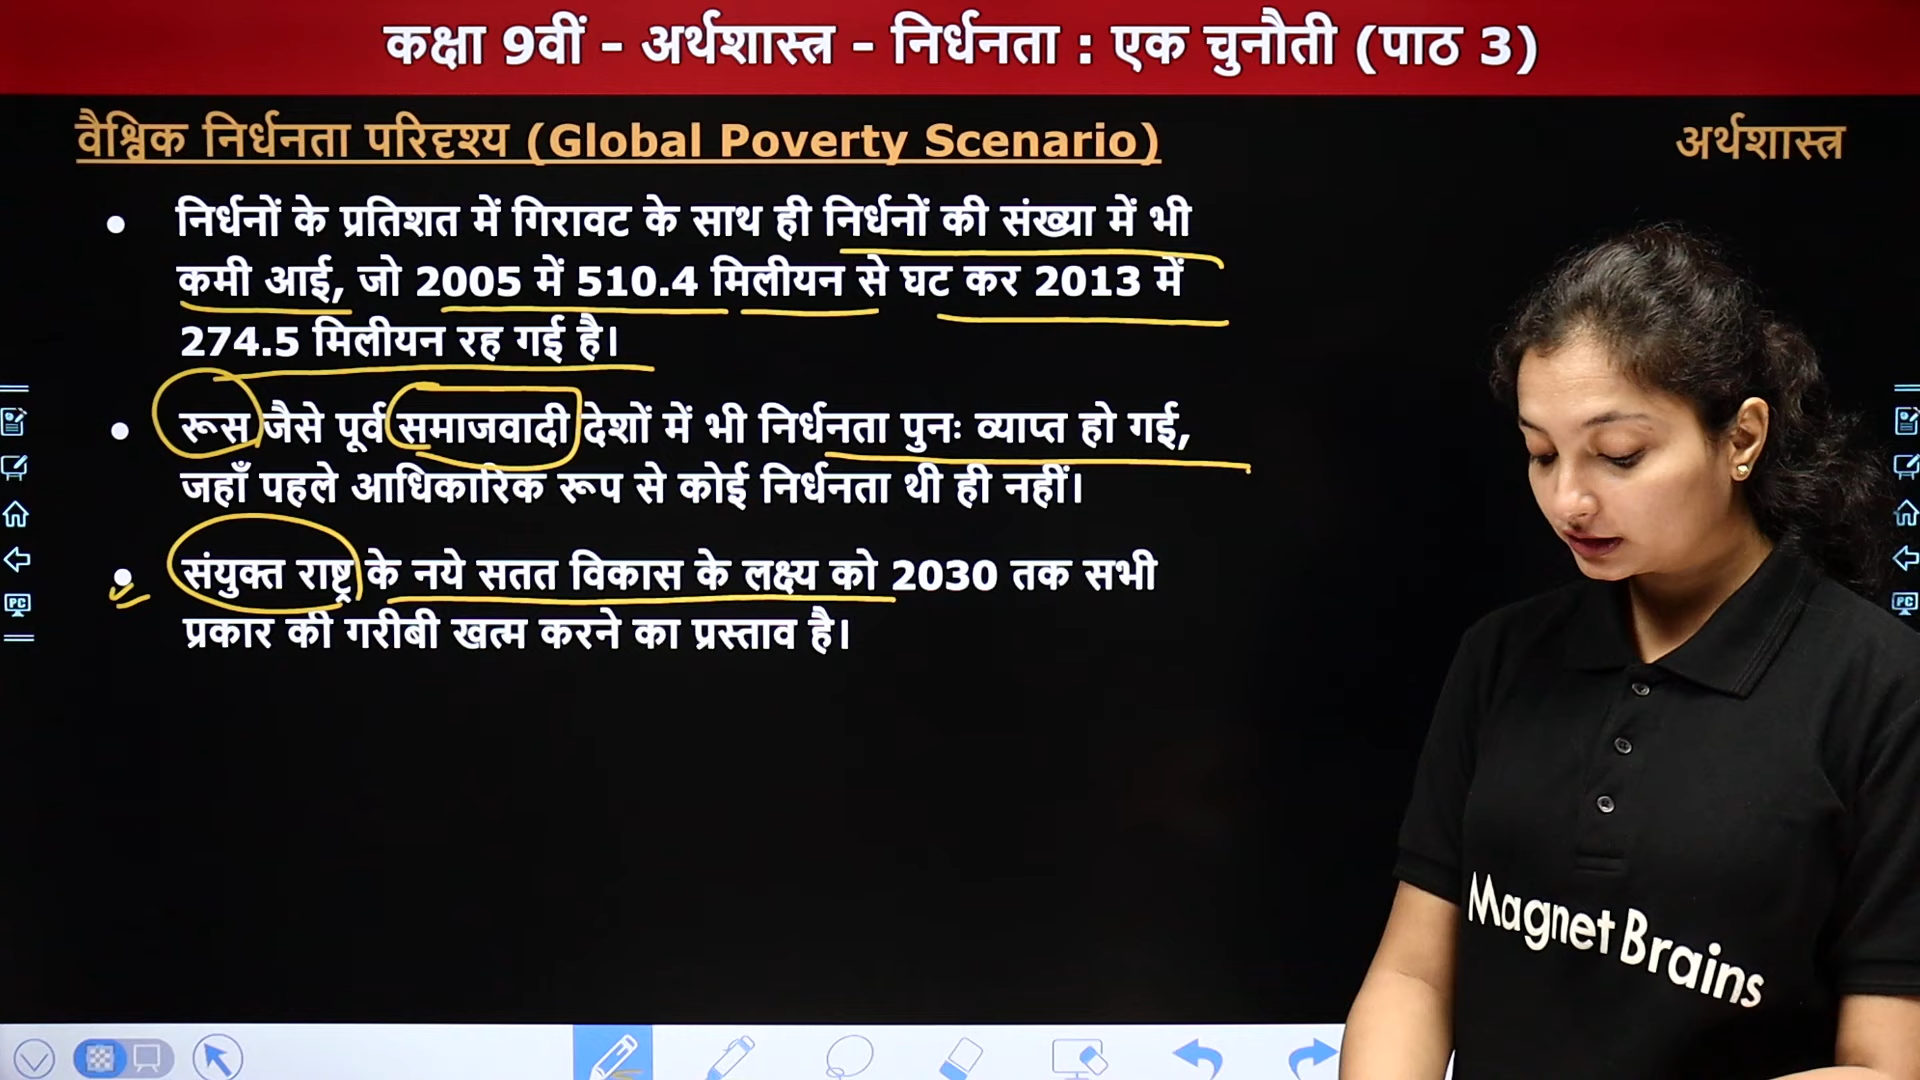 कक्षा 9वीं - अर्थशास्त्र - निर्धनता : एक चुनौती (पाठ 3)
वैश्विक निर्धनता परिदृश्य (Global Poverty Scenario)
अर्थशास्त्र
• निर्धनों के प्रतिशत में गिरावट के साथ ही निर्धनों की संख्या में भी
कमी आई, जो 2005 में 510.4 मिलीयन से घट कर 2013 में
274.5 मिलीयन रह गई है।
• रूस जैसे पूर्व समाजवादी देशों में भी निर्धनता पुनः व्याप्त हो गई,
जहाँ पहले आधिकारिक रूप से कोई निर्धनता थी ही नहीं।
• संयुक्त राष्ट्र के नये सतत विकास के लक्ष्य को 2030 तक सभी
प्रकार की गरीबी खत्म करने का प्रस्ताव है।
PC
PC
Magnet Brains